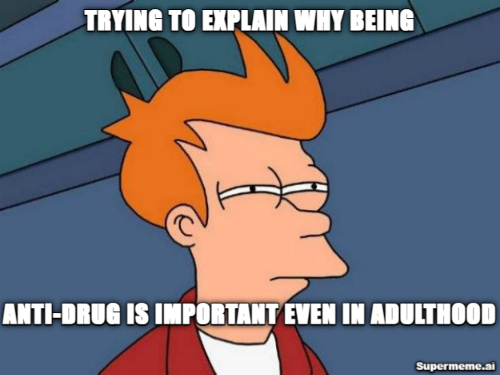 TRYING TO EXPLAIN WHY BEING
ANTI-DRUG IS IMPORTANT EVEN IN ADULTHOOD
Supermeme.ai